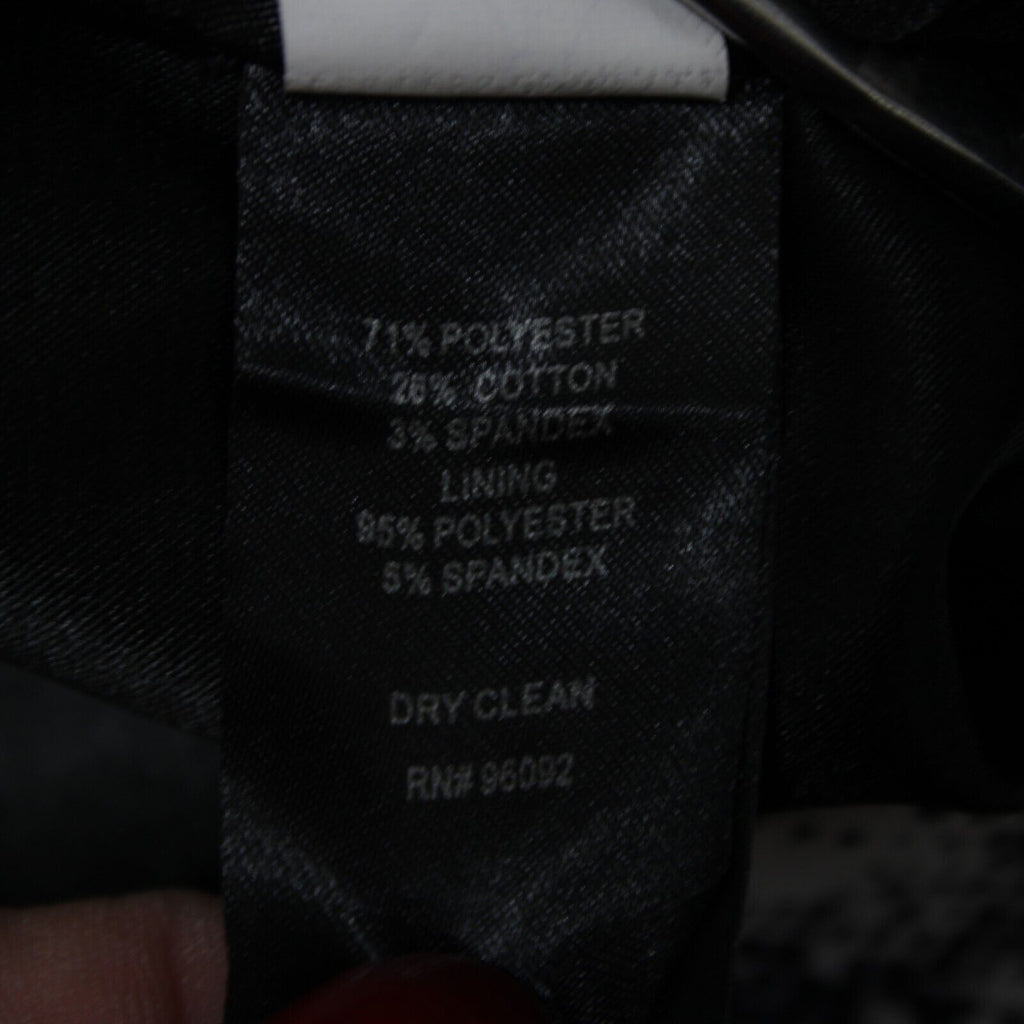 71% POLYESTER
26% COTTON
3% SPANDEX
LINING
95% POLYESTER
5% SPANDEX
DRY CLEAN
RN# 96092